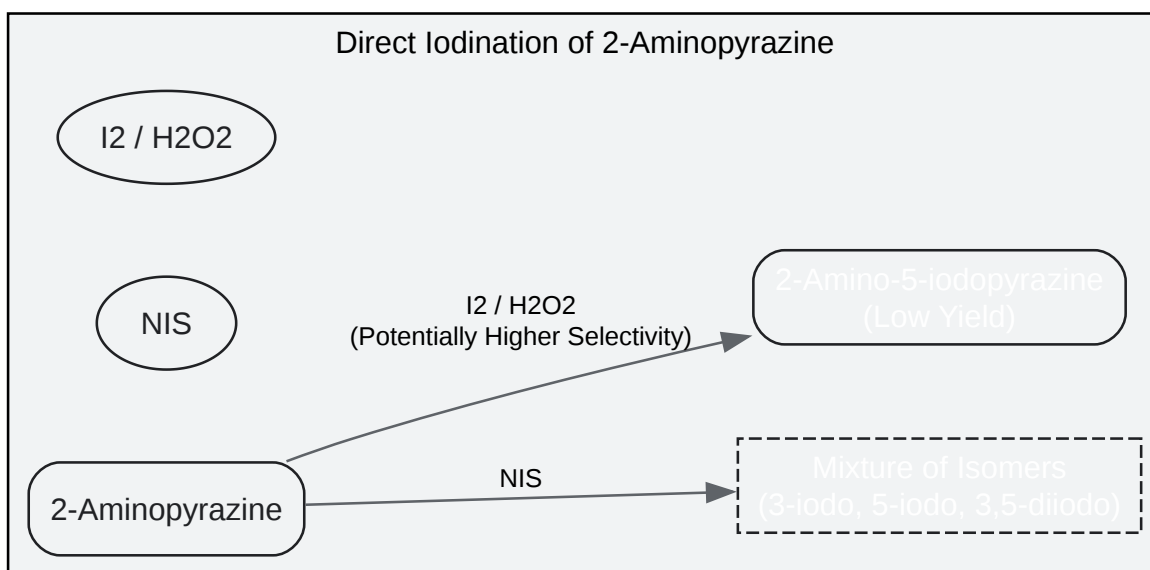 Direct Iodination of 2-Aminopyrazine
I2 / H2O2
NIS
I2 / H2O2
(Potentially Higher Selectivity)
2-Amino-5-iodopyrazine
(Low Yield)
2-Aminopyrazine
NIS
Mixture of Isomers
(3-iodo, 5-iodo, 3,5-diiodo)